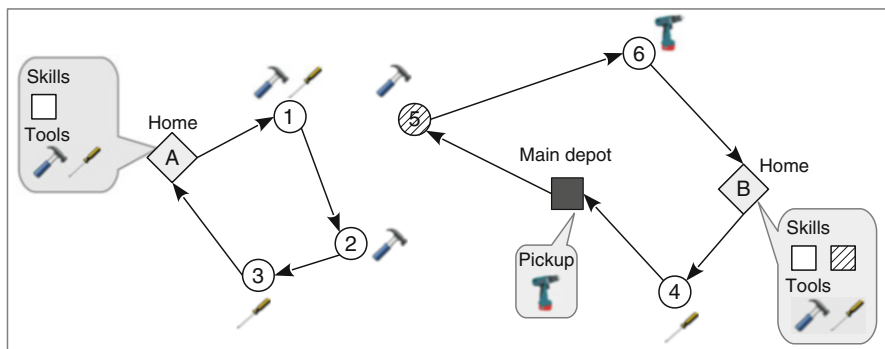 Skills
Tools
Home
A
1
2
3
5
6
Main depot
Pickup
4
B
Home
Skills
Tools